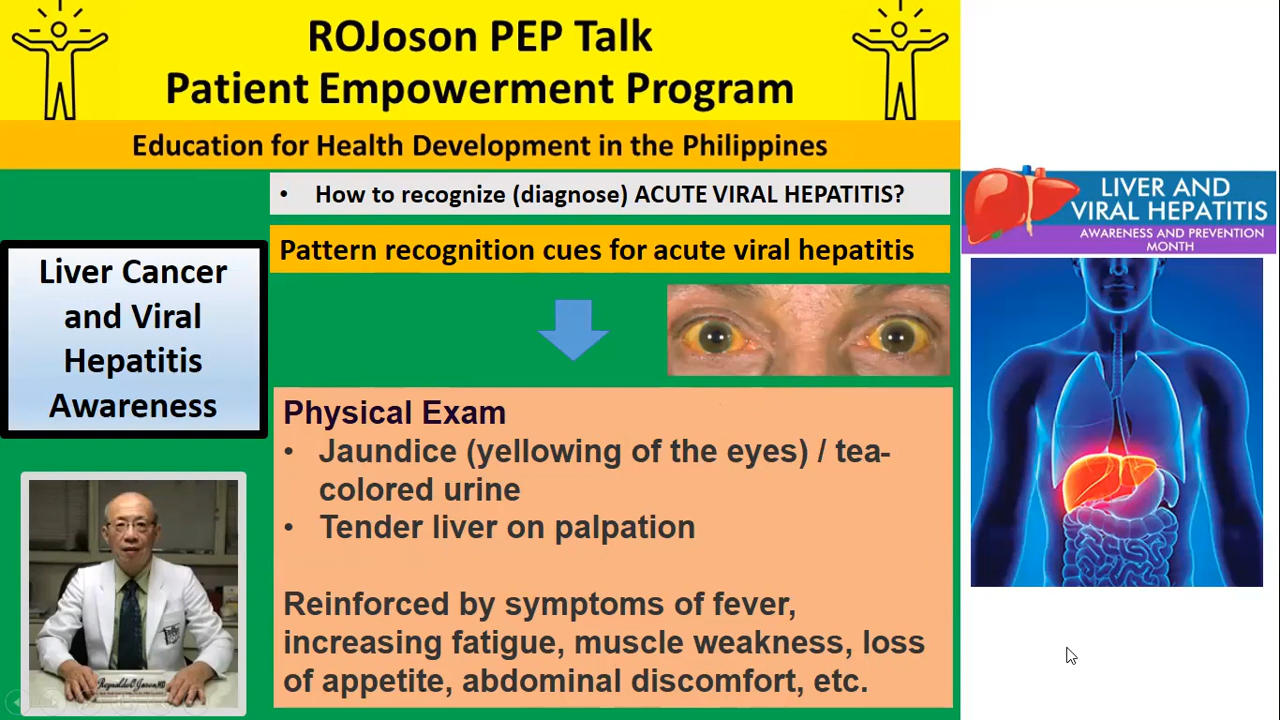 ROJoson PEP Talk
Patient Empowerment Program
Education for Health Development in the Philippines
• How to recognize (diagnose) ACUTE VIRAL HEPATITIS?
Pattern recognition cues for acute viral hepatitis
Liver Cancer
and Viral
Hepatitis
Awareness
Physical Exam
• Jaundice (yellowing of the eyes) / tea-
colored urine
• Tender liver on palpation
Reinforced by symptoms of fever,
increasing fatigue, muscle weakness, loss
of appetite, abdominal discomfort, etc.
LIVER AND
VIRAL HEPATITIS
AWARENESS AND PREVENTION
MONTH